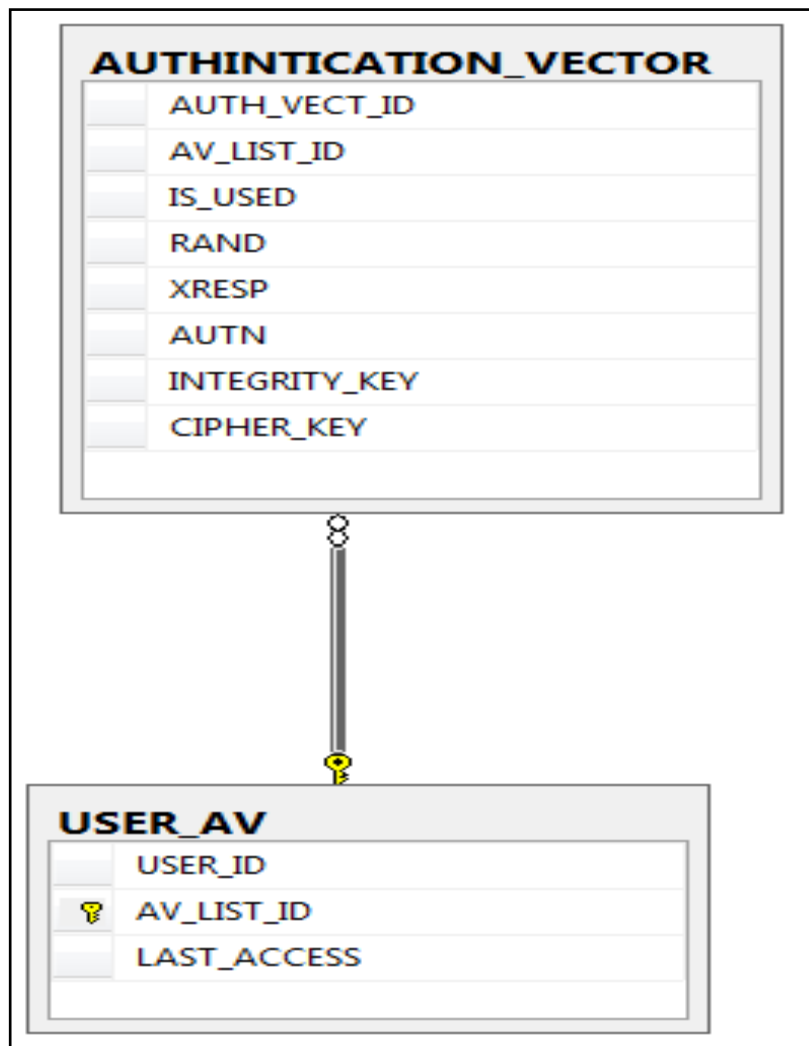 AUTHINTICATION_VECTOR
AUTH_VECT_ID
AV_LIST_ID
IS_USED
RAND
XRESP
AUTN
INTEGRITY_KEY
CIPHER_KEY
USER_AV
USER_ID
AV_LIST_ID
LAST_ACCESS